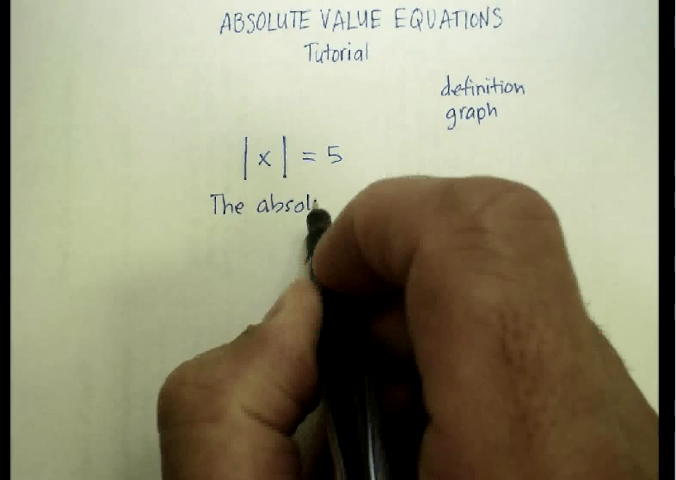 ABSOLUTE VALUE EQUATIONS
Tutorial
definition
graph
|x| = 5
The absol